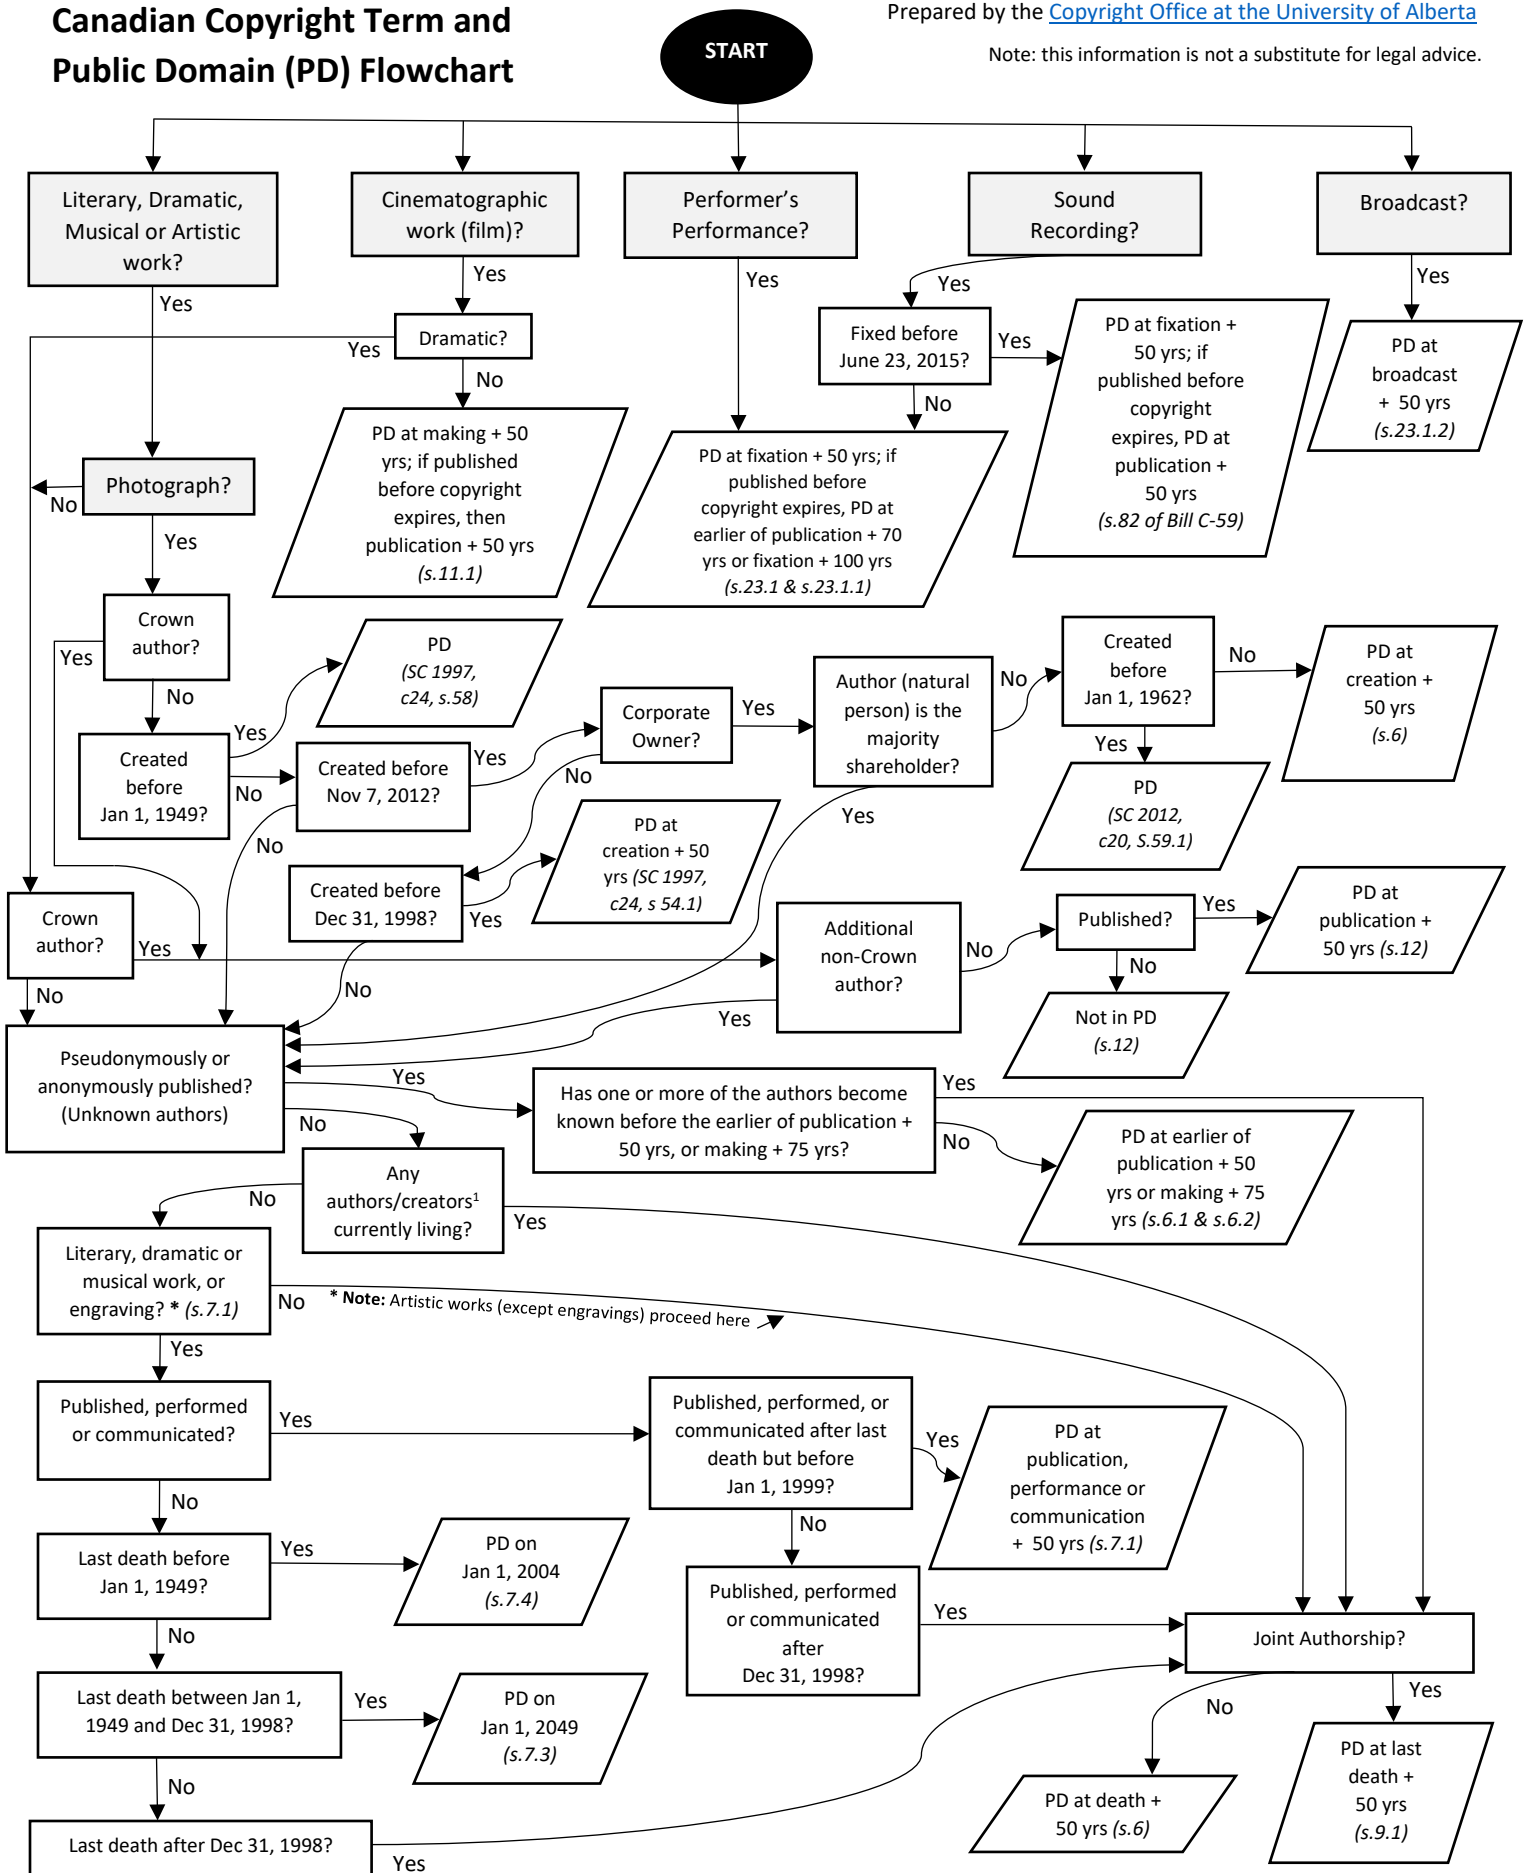 Canadian Copyright Term and
Public Domain (PD) Flowchart
START
Prepared by the Copyright Office at the University of Alberta
Note: this information is not a substitute for legal advice.
Literary, Dramatic,
Musical or Artistic
work?
Cinematographic
work (film)?
Performer’s
Performance?
Sound
Recording?
Broadcast?
Yes
Yes
Yes
Yes
Yes
Dramatic?
Yes
No
Fixed before
June 23, 2015?
Yes
No
PD at fixation +
50 yrs; if
published before
copyright
expires, PD at
publication +
50 yrs
(s.82 of Bill C-59)
PD at
broadcast
+ 50 yrs
(s.23.1.2)
PD at making + 50
yrs; if published
before copyright
expires, then
publication + 50 yrs
(s.11.1)
PD at fixation + 50 yrs; if
published before
copyright expires, PD at
earlier of publication + 70
yrs or fixation + 100 yrs
(s.23.1 & s.23.1.1)
Photograph?
No
Yes
Crown
author?
Yes
No
PD
(SC 1997,
c24, s.58)
Created
before
Jan 1, 1949?
Yes
No
Created before
Nov 7, 2012?
Yes
No
Corporate
Owner?
Yes
No
Author (natural
person) is the
majority
shareholder?
No
Yes
Created
before
Jan 1, 1962?
No
Yes
PD at
creation +
50 yrs
(s.6)
PD
(SC 2012,
c20, S.59.1)
Created before
Dec 31, 1998?
Yes
No
PD at
creation + 50
yrs (SC 1997,
c24, s 54.1)
Crown
author?
Yes
No
Additional
non-Crown
author?
No
Yes
Published?
Yes
No
PD at
publication +
50 yrs (s.12)
Not in PD
(s.12)
Pseudonymously or
anonymously published?
(Unknown authors)
Yes
No
Has one or more of the authors become
known before the earlier of publication +
50 yrs, or making + 75 yrs?
Yes
No
PD at earlier of
publication + 50
yrs or making + 75
yrs (s.6.1 & s.6.2)
Any
authors/creators1
currently living?
No
Yes
Literary, dramatic or
musical work, or
engraving? * (s.7.1)
No
* Note: Artistic works (except engravings) proceed here
Yes
Published, performed
or communicated?
Yes
No
Published, performed, or
communicated after last
death but before
Jan 1, 1999?
Yes
No
PD at
publication,
performance or
communication
+ 50 yrs (s.7.1)
Last death before
Jan 1, 1949?
Yes
No
PD on
Jan 1, 2004
(s.7.4)
Published, performed
or communicated
after
Dec 31, 1998?
Yes
Joint Authorship?
No
Yes
Last death between Jan 1,
1949 and Dec 31, 1998?
Yes
No
PD on
Jan 1, 2049
(s.7.3)
PD at death +
50 yrs (s.6)
PD at last
death +
50 yrs
(s.9.1)
Last death after Dec 31, 1998?
Yes